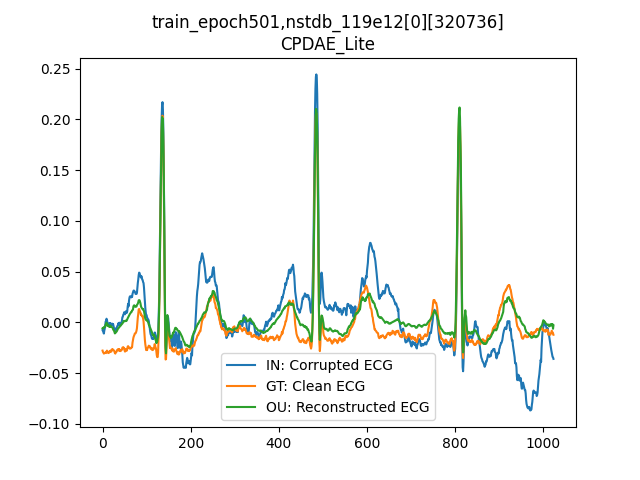 train_epoch501,nstdb_119e12[0][320736]
CPDAE_Lite
0.25
0.20
0.15
0.10
0.05
0.00
−0.05
−0.10
IN: Corrupted ECG
GT: Clean ECG
OU: Reconstructed ECG
0 200 400 600 800 1000